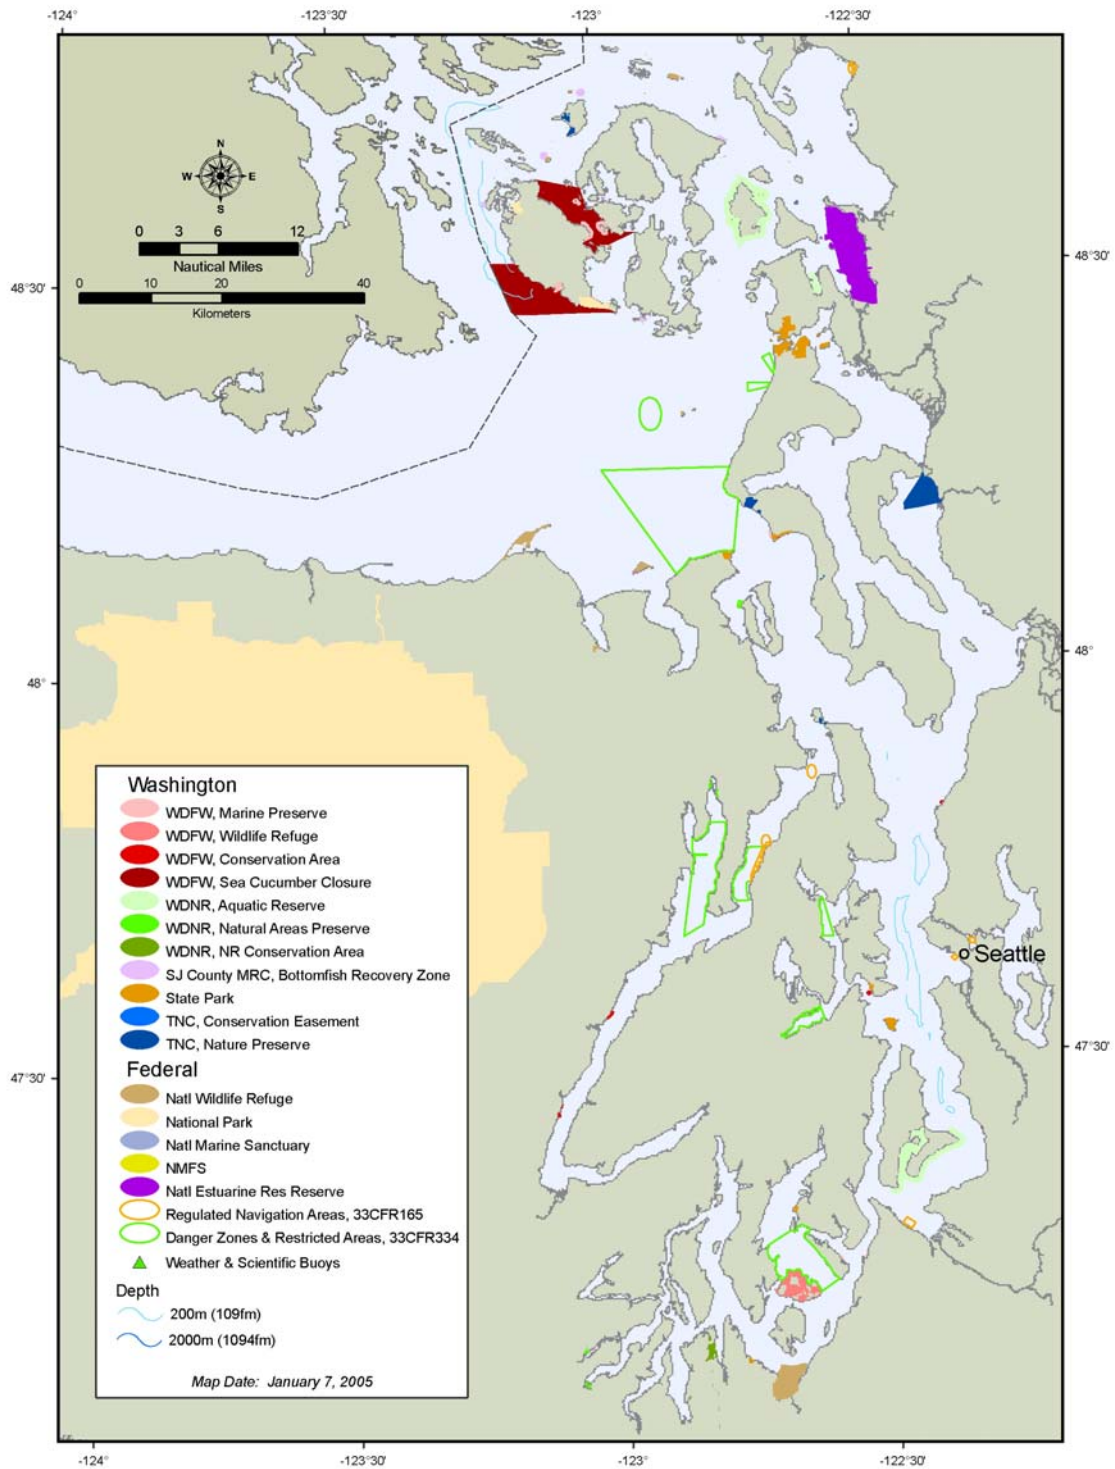 -124° -123°30' -123° -122°30'
N
W E
S
0 3 6 12
Nautical Miles
0 10 20 40
Kilometers
48°30'
48°30'
48°
48°
Washington
WDFW, Marine Preserve
WDFW, Wildlife Refuge
WDFW, Conservation Area
WDFW, Sea Cucumber Closure
WDNR, Aquatic Reserve
WDNR, Natural Areas Preserve
WDNR, NR Conservation Area
SJ County MRC, Bottomfish Recovery Zone
State Park
TNC, Conservation Easement
TNC, Nature Preserve
Federal
Natl Wildlife Refuge
National Park
Natl Marine Sanctuary
NMFS
Natl Estuarine Res Reserve
Regulated Navigation Areas, 33CFR165
Danger Zones & Restricted Areas, 33CFR334
Weather & Scientific Buoys
Depth
200m (109fm)
2000m (1094fm)
Map Date: January 7, 2005
Seattle
47°30'
47°30'
-124° -123°30' -123° -122°30'